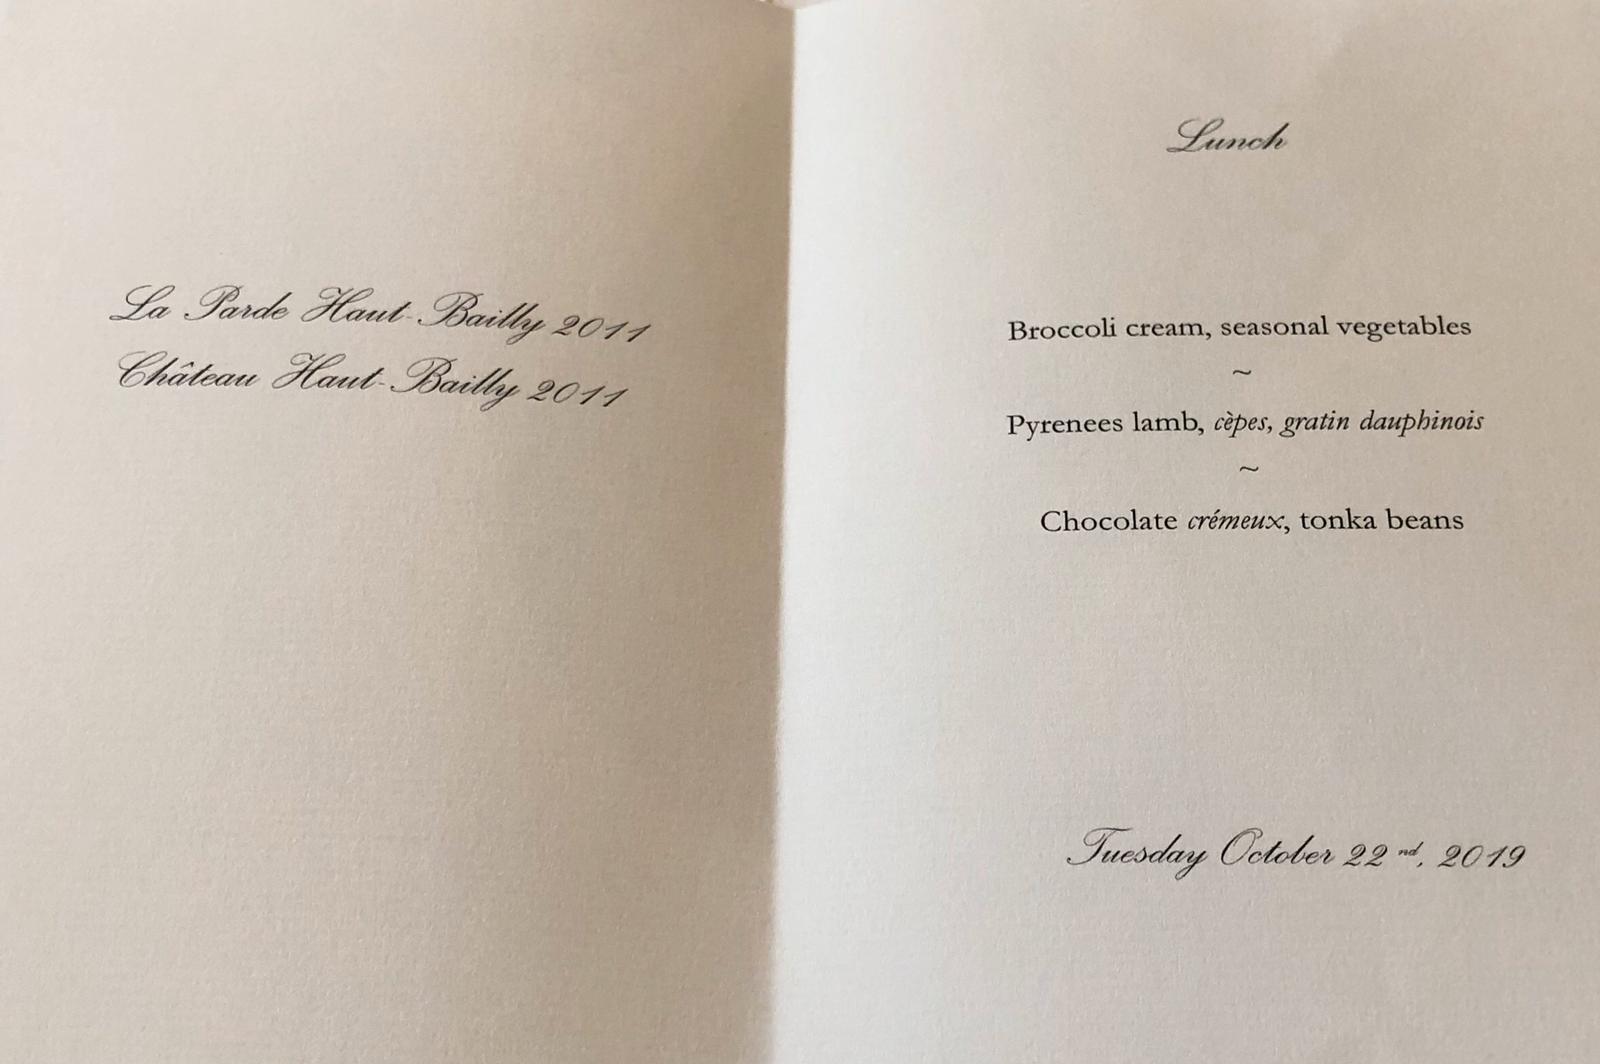 La Parde Haut-Bailly 2011
Château Haut-Bailly 2011
Lunch
Broccoli cream, seasonal vegetables
~
Pyrenees lamb, cèpes, gratin dauphinois
~
Chocolate crémeux, tonka beans
Tuesday October 22nd, 2019